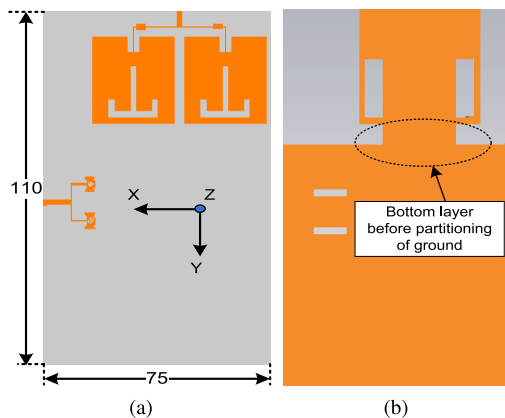 110
X
Z
Y
75
Bottom layer
before partitioning
of ground
(a)
(b)